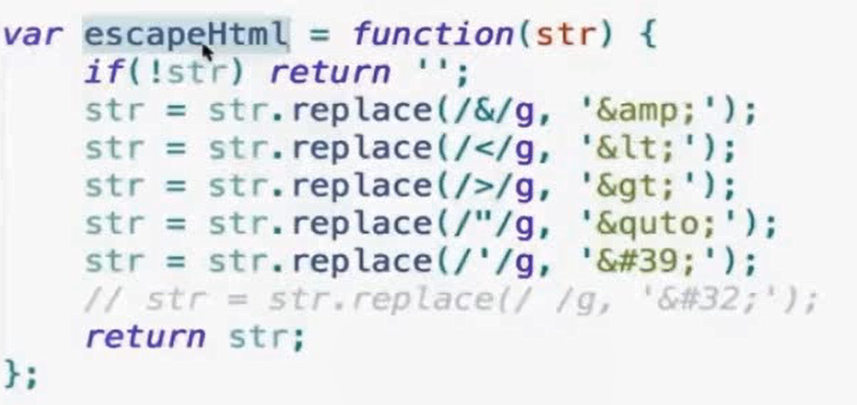 var escapeHtml = function(str) {
if(!str) return '';
str = str.replace(/&/g, '&amp;');
str = str.replace(/</g, '&lt;');
str = str.replace(/>/g, '&gt;');
str = str.replace(/"/g, '&quto;');
str = str.replace(/'/g, '&#39;');
// str = str.replace(/ /g, '&#32;');
return str;
};